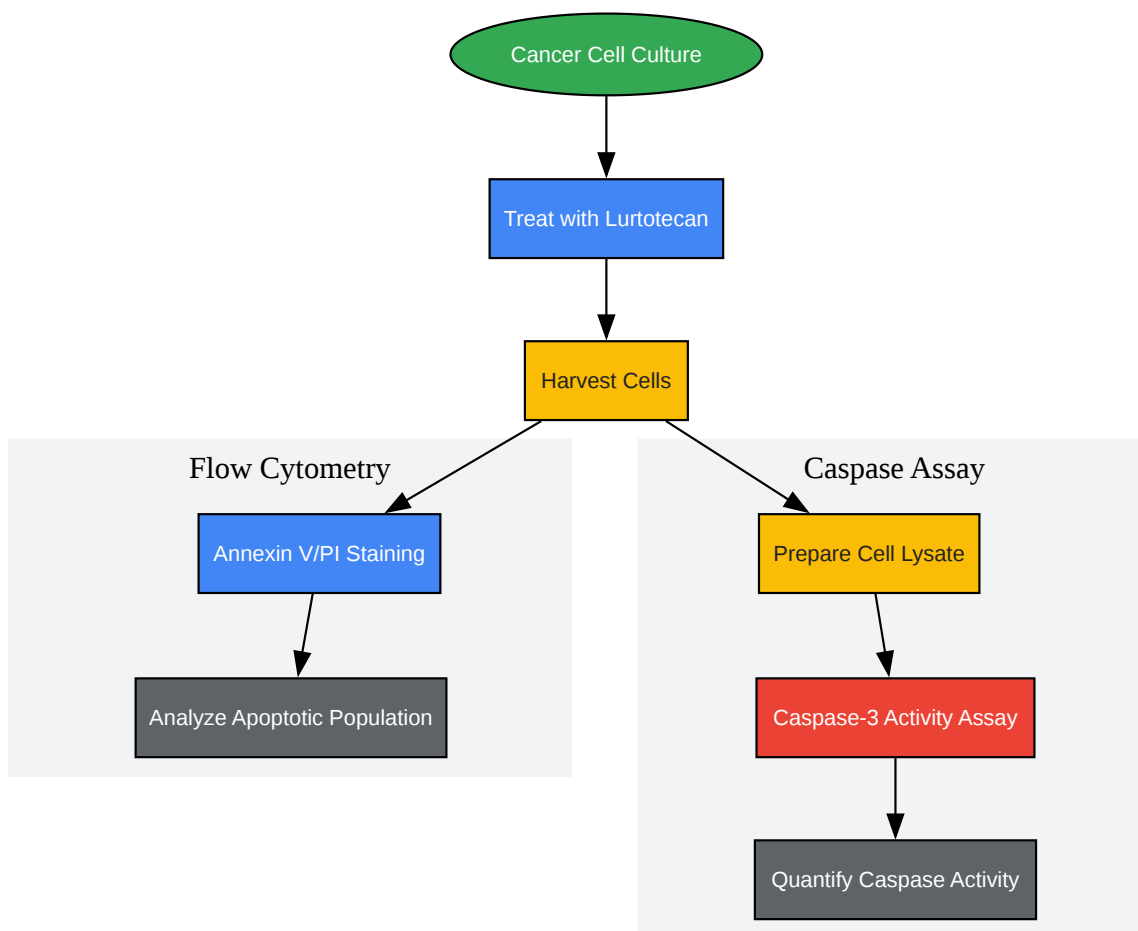 Cancer Cell Culture
Treat with Lurtotecan
Harvest Cells
Flow Cytometry
Annexin V/PI Staining
Analyze Apoptotic Population
Caspase Assay
Prepare Cell Lysate
Caspase-3 Activity Assay
Quantify Caspase Activity